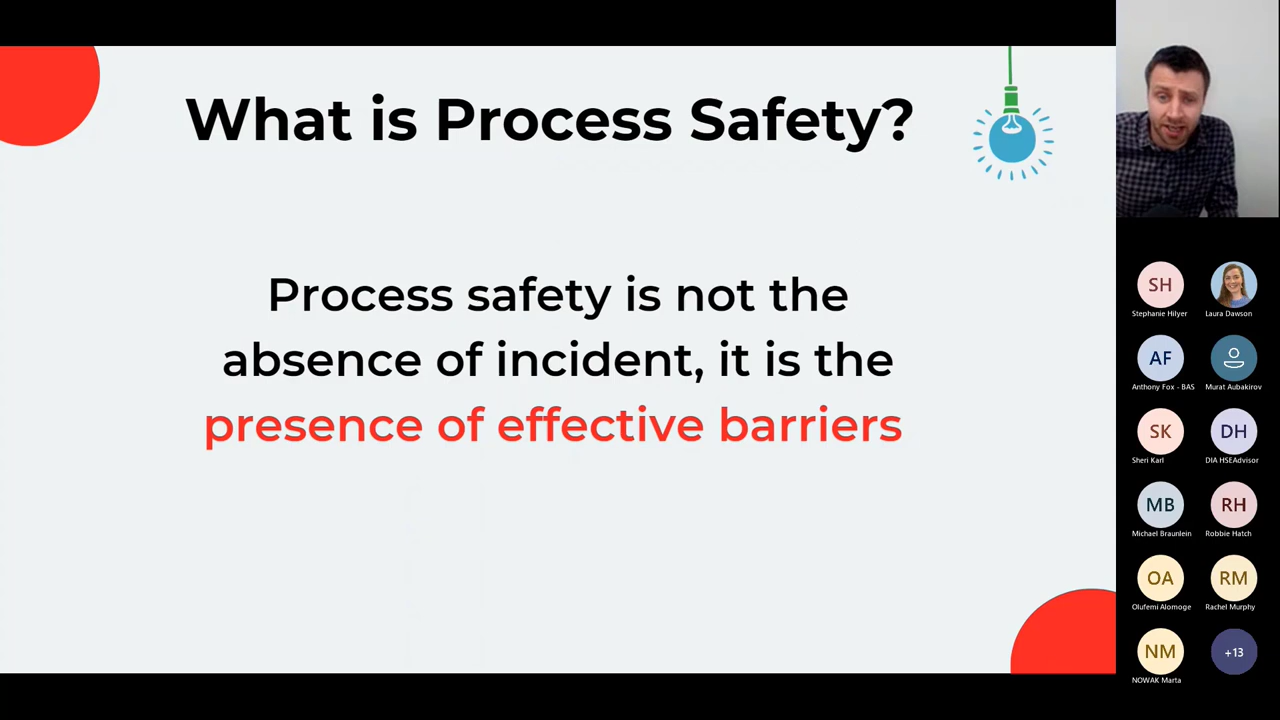 What is Process Safety?
Process safety is not the
absence of incident, it is the
presence of effective barriers
SH
Stephanie Hilyer
Laura Dawson
AF
Anthony Fox - BAS
Murat Aubakirov
SK
Sheri Karl
DH
DIA HSEAdvisor
MB
Michael Braunlein
RH
Robbie Hatch
OA
Olufemi Alomoge
RM
Rachel Murphy
NM
NOWAK Marta
+13